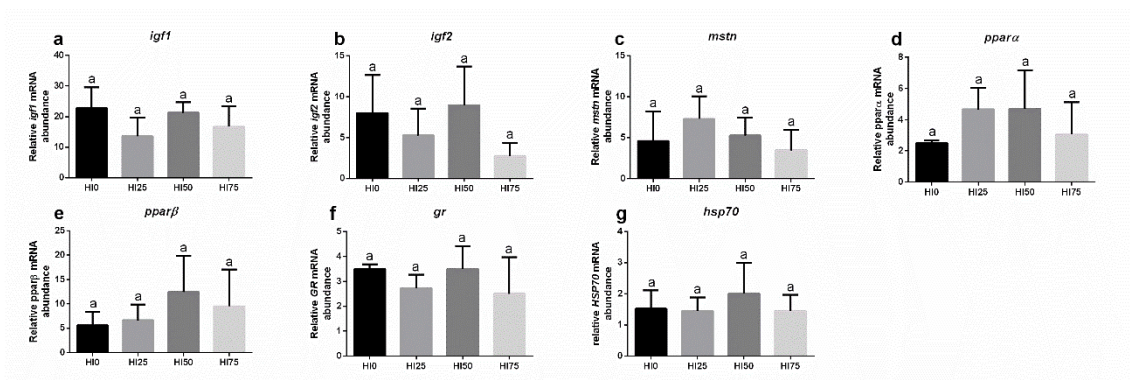 a igf1
Relative igf1 mRNA
abundance
40
30
20
10
0
a a a a
HI0 HI25 HI50 HI75
b igf2
Relative igf2 mRNA
abundance
15
10
5
0
a a a a
HI0 HI25 HI50 HI75
c mstn
Relative mstn mRNA
abundance
15
10
5
0
a a a a
HI0 HI25 HI50 HI75
d pparα
Relative pparα mRNA
abundance
8
6
4
2
0
a a a a
HI0 HI25 HI50 HI75
e pparβ
Relative pparβ mRNA
abundance
25
20
15
10
5
0
a a a a
HI0 HI25 HI50 HI75
f gr
Relative GR mRNA
abundance
5
4
3
2
1
0
a a a a
HI0 HI25 HI50 HI75
g hsp70
relative HSP70 mRNA
abundance
4
3
2
1
0
a a a a
HI0 HI25 HI50 HI75